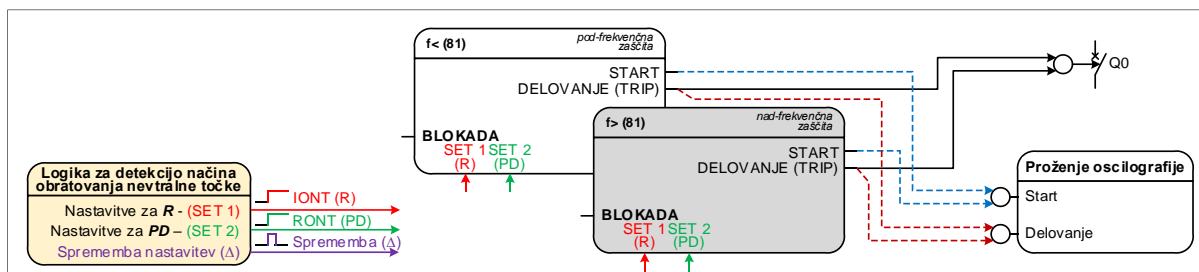 f< (81)
pod-frekvenčna
zaščita
START
DELOVANJE (TRIP)
BLOKADA
SET 1 SET 2
(R) (PD)
f> (81)
nad-frekvenčna
zaščita
START
DELOVANJE (TRIP)
BLOKADA
SET 1 SET 2
(R) (PD)
Q0
Logika za detekcijo načina
obratovanja nevtralne točke
Nastavitve za R - (SET 1)
Nastavitve za PD – (SET 2)
Sprememba nastavitev (Δ)
IONT (R)
RONT (PD)
Sprememba (Δ)
Proženje oscilografije
Start
Delovanje